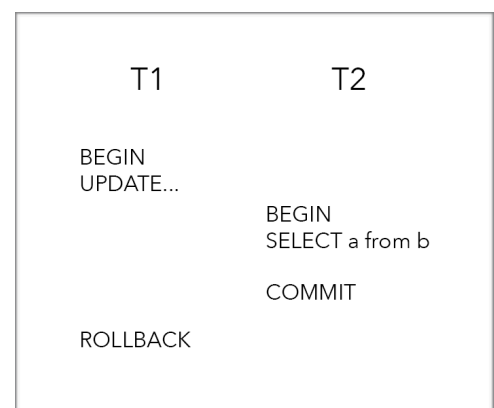 T1 T2
BEGIN
UPDATE...
BEGIN
SELECT a from b
COMMIT
ROLLBACK